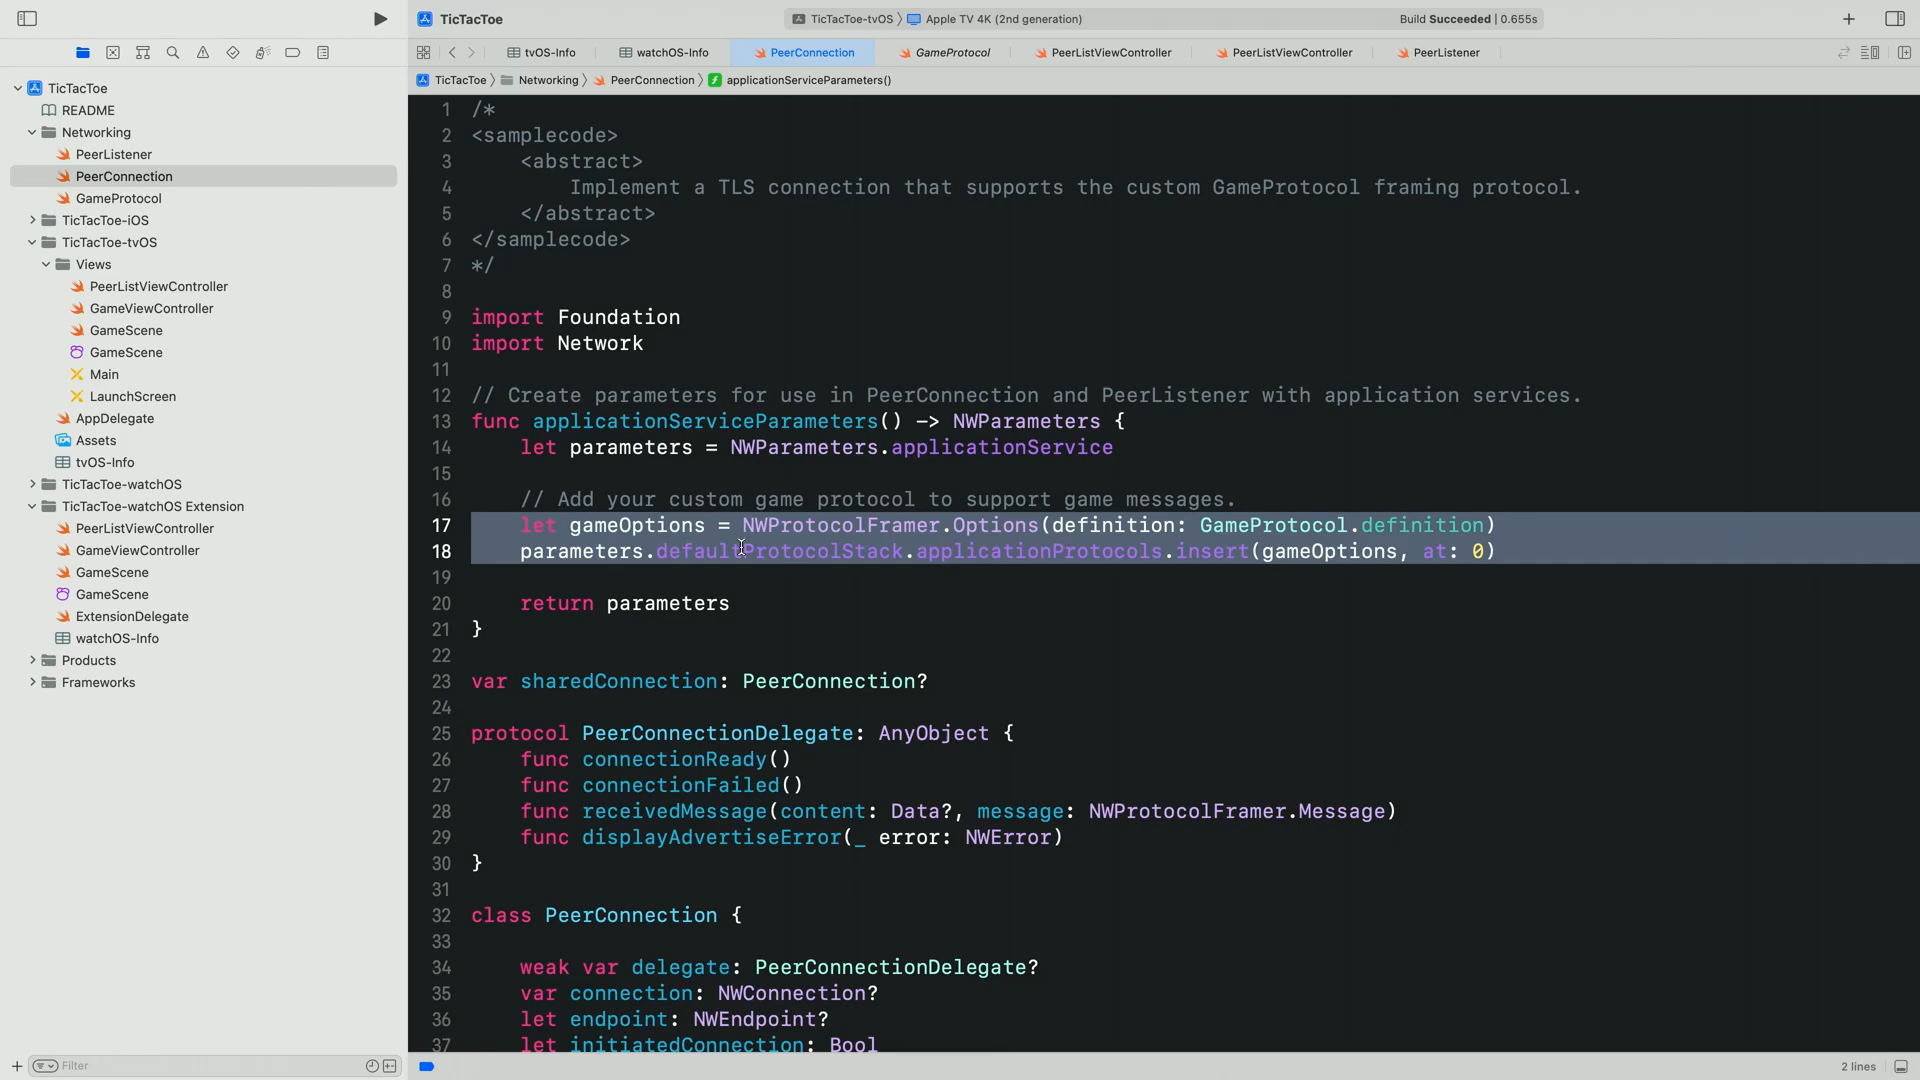 TicTacToe
TicTacToe-tvOS
Apple TV 4K (2nd generation)
Build Succeeded | 0.655s
tvOS-Info
watchOS-Info
PeerConnection
GameProtocol
PeerListViewController
PeerListViewController
PeerListener
TicTacToe
Networking
PeerConnection
applicationServiceParameters()
TicTacToe
README
Networking
PeerListener
PeerConnection
GameProtocol
TicTacToe-iOS
TicTacToe-tvOS
Views
PeerListViewController
GameViewController
GameScene
GameScene
Main
LaunchScreen
AppDelegate
Assets
tvOS-Info
TicTacToe-watchOS
TicTacToe-watchOS Extension
PeerListViewController
GameViewController
GameScene
GameScene
ExtensionDelegate
watchOS-Info
Products
Frameworks
Filter
1 /*
2 <samplecode>
3 <abstract>
4 Implement a TLS connection that supports the custom GameProtocol framing protocol.
5 </abstract>
6 </samplecode>
7 */
8
9 import Foundation
10 import Network
11
12 // Create parameters for use in PeerConnection and PeerListener with application services.
13 func applicationServiceParameters() -> NWParameters {
14 let parameters = NWParameters.applicationService
15
16 // Add your custom game protocol to support game messages.
17 let gameOptions = NWProtocolFramer.Options(definition: GameProtocol.definition)
18 parameters.defaultProtocolStack.applicationProtocols.insert(gameOptions, at: 0)
19
20 return parameters
21 }
22
23 var sharedConnection: PeerConnection?
24
25 protocol PeerConnectionDelegate: AnyObject {
26 func connectionReady()
27 func connectionFailed()
28 func receivedMessage(content: Data?, message: NWProtocolFramer.Message)
29 func displayAdvertiseError(_ error: NWError)
30 }
31
32 class PeerConnection {
33
34 weak var delegate: PeerConnectionDelegate?
35 var connection: NWConnection?
36 let endpoint: NWEndpoint?
37 let initiatedConnection: Bool
2 lines